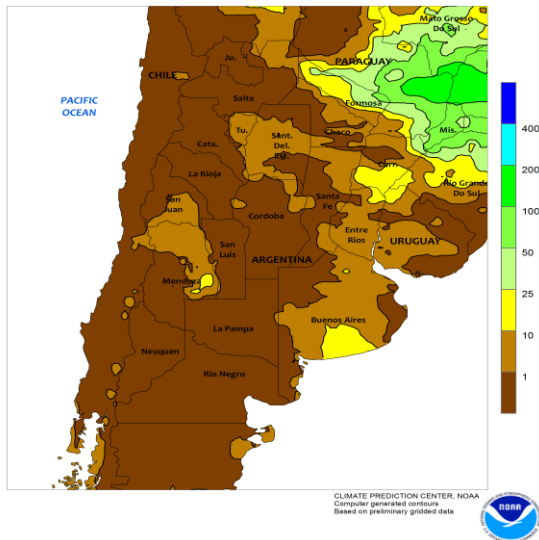 Mato Grosso
Do Sul
PARAGUAY
Ju.
CHILE
PACIFIC
OCEAN
Salta
Formosa
Tu.
Sant.
Del.
Chaco
Mis.
Cata.
Corr.
La Rioja
Rio Grande
Do Sul
San
Juan
Santa
Fe
Cordoba
Entre
Rios
URUGUAY
San
Luis
ARGENTINA
Mendoza
Buenos Aires
La Pampa
Neuquen
Rio Negro
400
200
100
50
25
10
1
CLIMATE PREDICTION CENTER, NOAA
Computer generated contours
Based on preliminary gridded data
NOAA